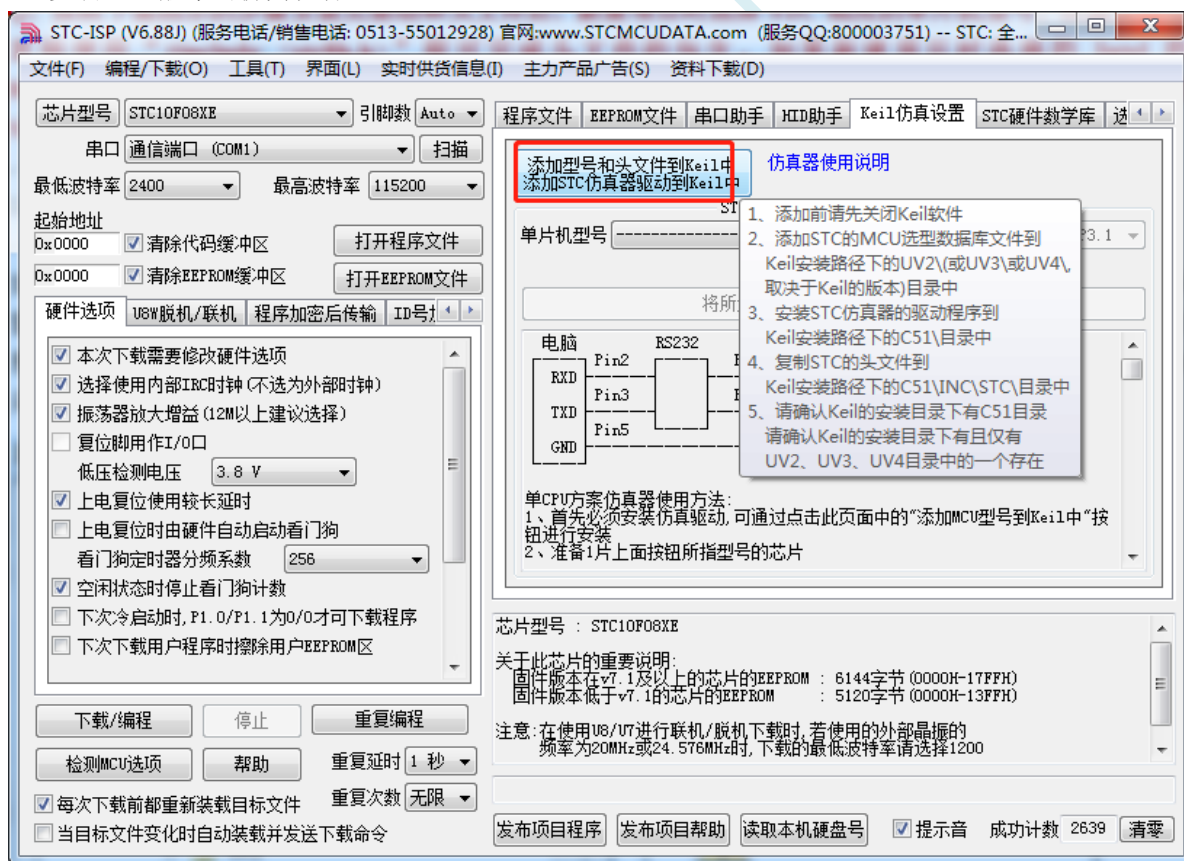 STC-ISP (V6.88J) (服务电话/销售电话: 0513-55012928) 官网:www.STCMCUDATA.com (服务QQ:800003751) -- STC: 全...
文件(F) 编程/下载(O) 工具(T) 界面(L) 实时供货信息(I) 主力产品广告(S) 资料下载(D)
芯片型号 STC10F08XE 引脚数 Auto
串口 通信端口 (COM1) 扫描
最低波特率 2400 最高波特率 115200
起始地址
0x0000 清除代码缓冲区 打开程序文件
0x0000 清除EEPROM缓冲区 打开EEPROM文件
硬件选项 U8W脱机/联机 程序加密后传输 ID号
本次下载需要修改硬件选项
选择使用内部IRC时钟(不选为外部时钟)
振荡器放大增益(12M以上建议选择)
复位脚用作I/O口
低压检测电压 3.8 V
上电复位使用较长延时
上电复位时由硬件自动启动看门狗
看门狗定时器分频系数 256
空闲状态时停止看门狗计数
下次冷启动时,P1.0/P1.1为0/0才可下载程序
下次下载用户程序时擦除用户EEPROM区
下载/编程 停止 重复编程
检测MCU选项 帮助 重复延时 1 秒
每次下载前都重新装载目标文件 重复次数 无限
当目标文件变化时自动装载并发送下载命令
程序文件 EEPROM文件 串口助手 HID助手 Keil仿真设置 STC硬件数学库 选
添加型号和头文件到Keil中
添加STC仿真器驱动到Keil中
仿真器使用说明
ST
单片机型号 P3.1
将所
1、添加前请先关闭Keil软件
2、添加STC的MCU选型数据库文件到
Keil安装路径下的UV2\(或UV3\或UV4\,
取决于Keil的版本)目录中
3、安装STC仿真器的驱动程序到
Keil安装路径下的C51\目录中
4、复制STC的头文件到
Keil安装路径下的C51\INC\STC\目录中
5、请确认Keil的安装目录下有C51目录
请确认Keil的安装目录下有且仅有
UV2、UV3、UV4目录中的一个存在
电脑 RS232
RXD Pin2
TXD Pin3
GND Pin5
单CPU方案仿真器使用方法:
1、首先必须安装仿真驱动,可通过点击此页面中的“添加MCU型号到Keil中“按
钮进行安装
2、准备1片上面按钮所指型号的芯片
芯片型号 : STC10F08XE
关于此芯片的重要说明:
固件版本在v7.1及以上的芯片的EEPROM : 6144字节(0000H-17FFH)
固件版本低于v7.1的芯片的EEPROM : 5120字节(0000H-13FFH)
注意:在使用U8/U7进行联机/脱机下载时,若使用的外部晶振的
频率为20MHz或24.576MHz时,下载的最低波特率请选择1200
发布项目程序 发布项目帮助 读取本机硬盘号 提示音 成功计数 2639 清零